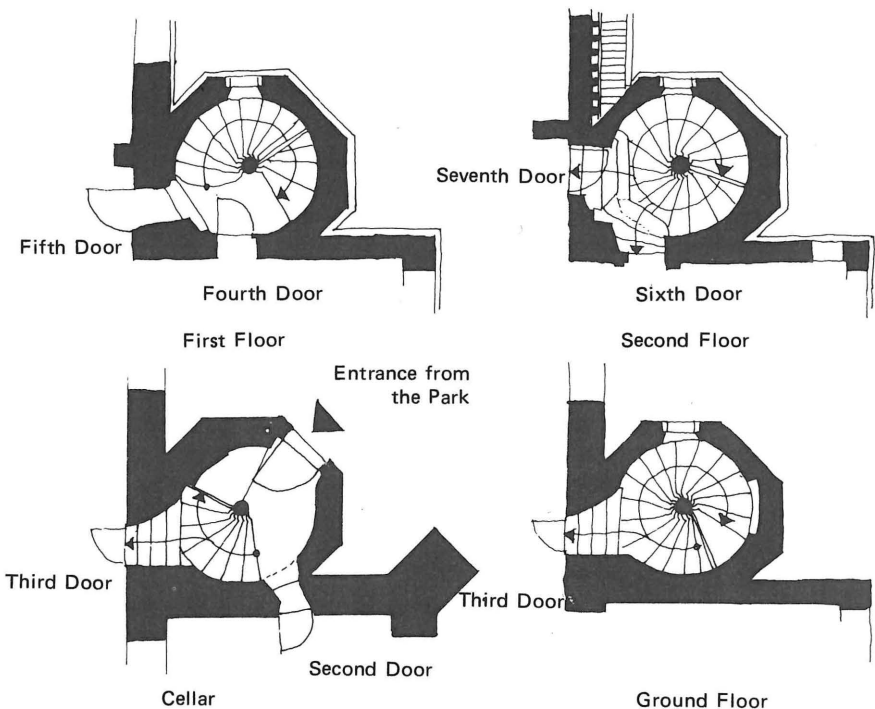 Fifth Door
Fourth Door
First Floor
Seventh Door
Sixth Door
Second Floor
Entrance from
the Park
Third Door
Second Door
Cellar
Third Door
Ground Floor